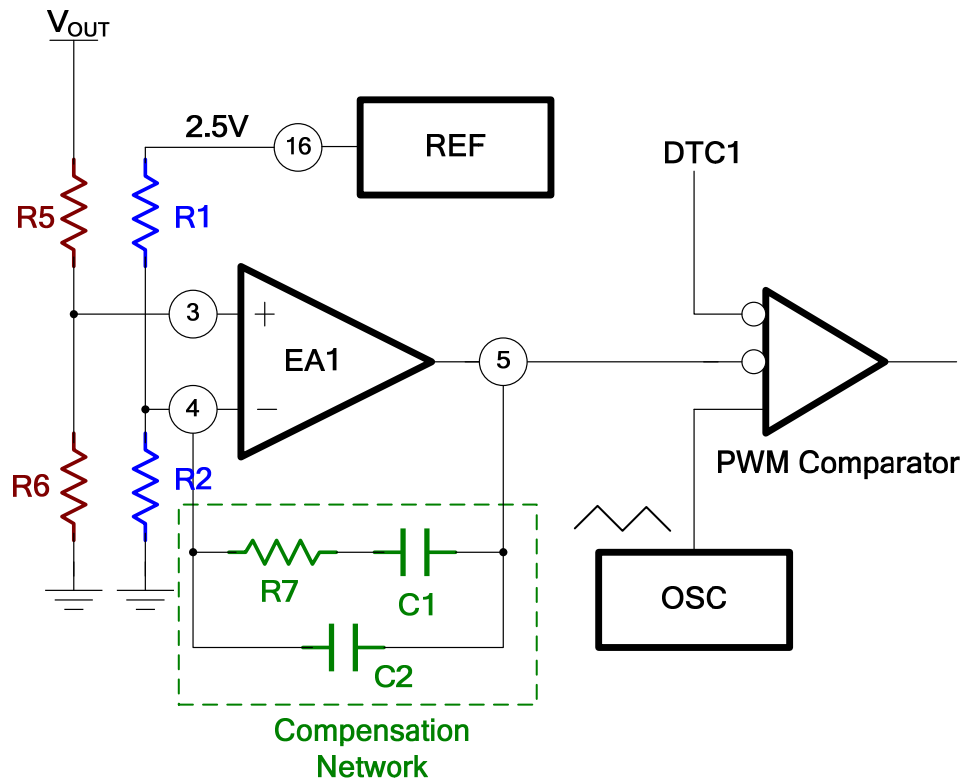 VOUT
2.5V
16
REF
DTC1
R5
R1
3
+
EA1
5
4
−
R6
R2
PWM Comparator
R7
C1
OSC
C2
Compensation
Network